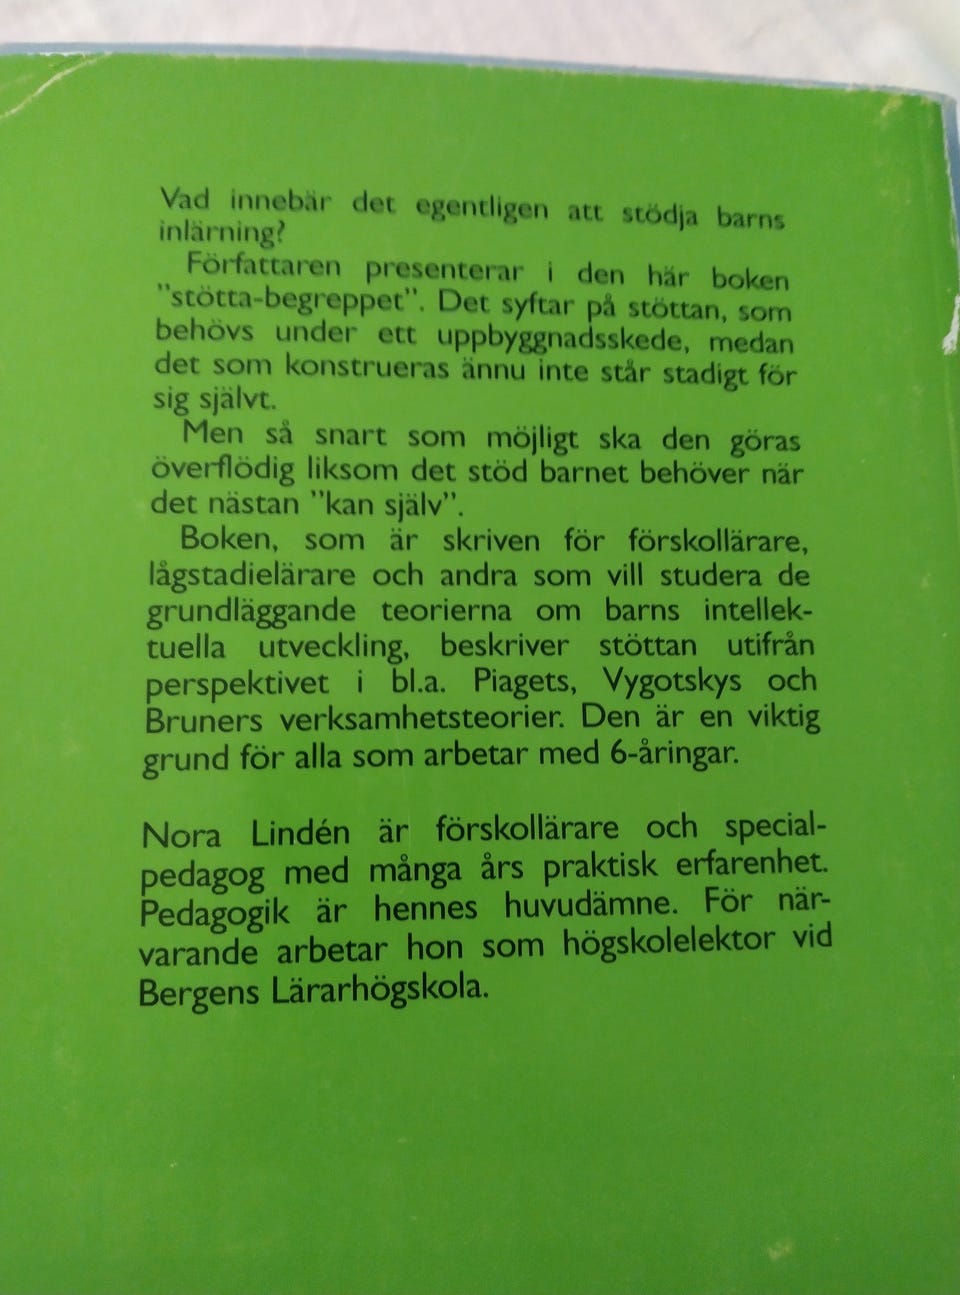 Vad innebär det egentligen att stödja barns
inlärning?
Författaren presenterar i den här boken
"stötta-begreppet". Det syftar på stöttan, som
behövs under ett uppbyggnadsskede, medan
det som konstrueras ännu inte står stadigt för
sig självt.
Men så snart som möjligt ska den göras
överflödig liksom det stöd barnet behöver när
det nästan "kan själv".
Boken, som är skriven för förskollärare,
lågstadielärare och andra som vill studera de
grundläggande teorierna om barns intellek-
tuella utveckling, beskriver stöttan utifrån
perspektivet i bl.a. Piagets, Vygotskys och
Bruners verksamhetsteorier. Den är en viktig
grund för alla som arbetar med 6-åringar.
Nora Lindén är förskollärare och special-
pedagog med många års praktisk erfarenhet.
Pedagogik är hennes huvudämne. För när-
varande arbetar hon som högskolelektor vid
Bergens Lärarhögskola.